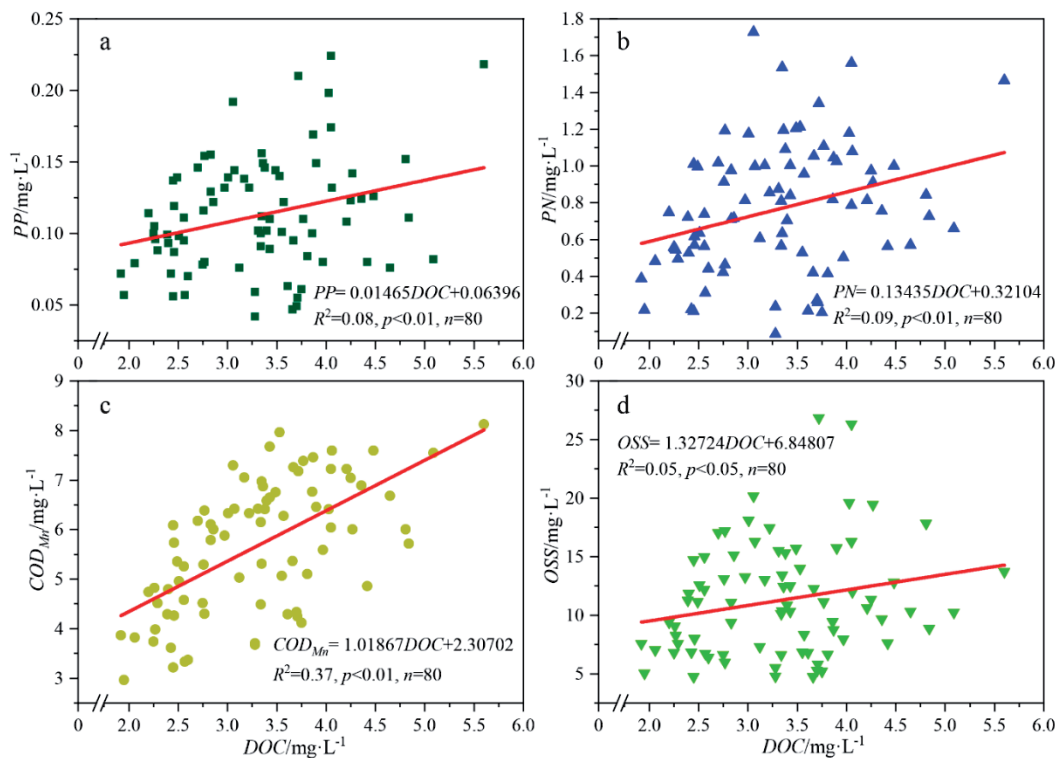 a
PP/mg·L⁻¹
0.25
0.20
0.15
0.10
0.05
PP= 0.01465DOC+0.06396
R²=0.08, p<0.01, n=80
0 2.0 2.5 3.0 3.5 4.0 4.5 5.0 5.5 6.0
b
PN/mg·L⁻¹
1.8
1.6
1.4
1.2
1.0
0.8
0.6
0.4
0.2
PN= 0.13435DOC+0.32104
R²=0.09, p<0.01, n=80
0 2.0 2.5 3.0 3.5 4.0 4.5 5.0 5.5 6.0
c
COD_Mn/mg·L⁻¹
9
8
7
6
5
4
3
COD_Mn= 1.01867DOC+2.30702
R²=0.37, p<0.01, n=80
0 2.0 2.5 3.0 3.5 4.0 4.5 5.0 5.5 6.0
DOC/mg·L⁻¹
d
OSS/mg·L⁻¹
30
25
20
15
10
5
OSS= 1.32724DOC+6.84807
R²=0.05, p<0.05, n=80
0 2.0 2.5 3.0 3.5 4.0 4.5 5.0 5.5 6.0
DOC/mg·L⁻¹